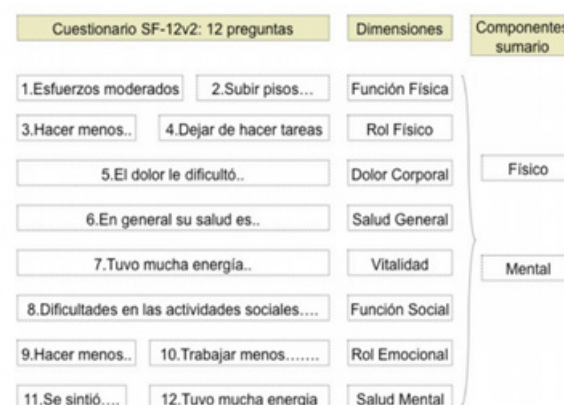 Cuestionario SF-12v2: 12 preguntas
Dimensiones
Componentes
sumario
1.Esfuerzos moderados
2.Subir pisos...
Función Física
3.Hacer menos..
4.Dejar de hacer tareas
Rol Físico
5.El dolor le dificultó..
Dolor Corporal
Físico
6.En general su salud es..
Salud General
7.Tuvo mucha energía..
Vitalidad
Mental
8.Dificultades en las actividades sociales....
Función Social
9.Hacer menos..
10.Trabajar menos.......
Rol Emocional
11.Se sintió....
12.Tuvo mucha energia
Salud Mental